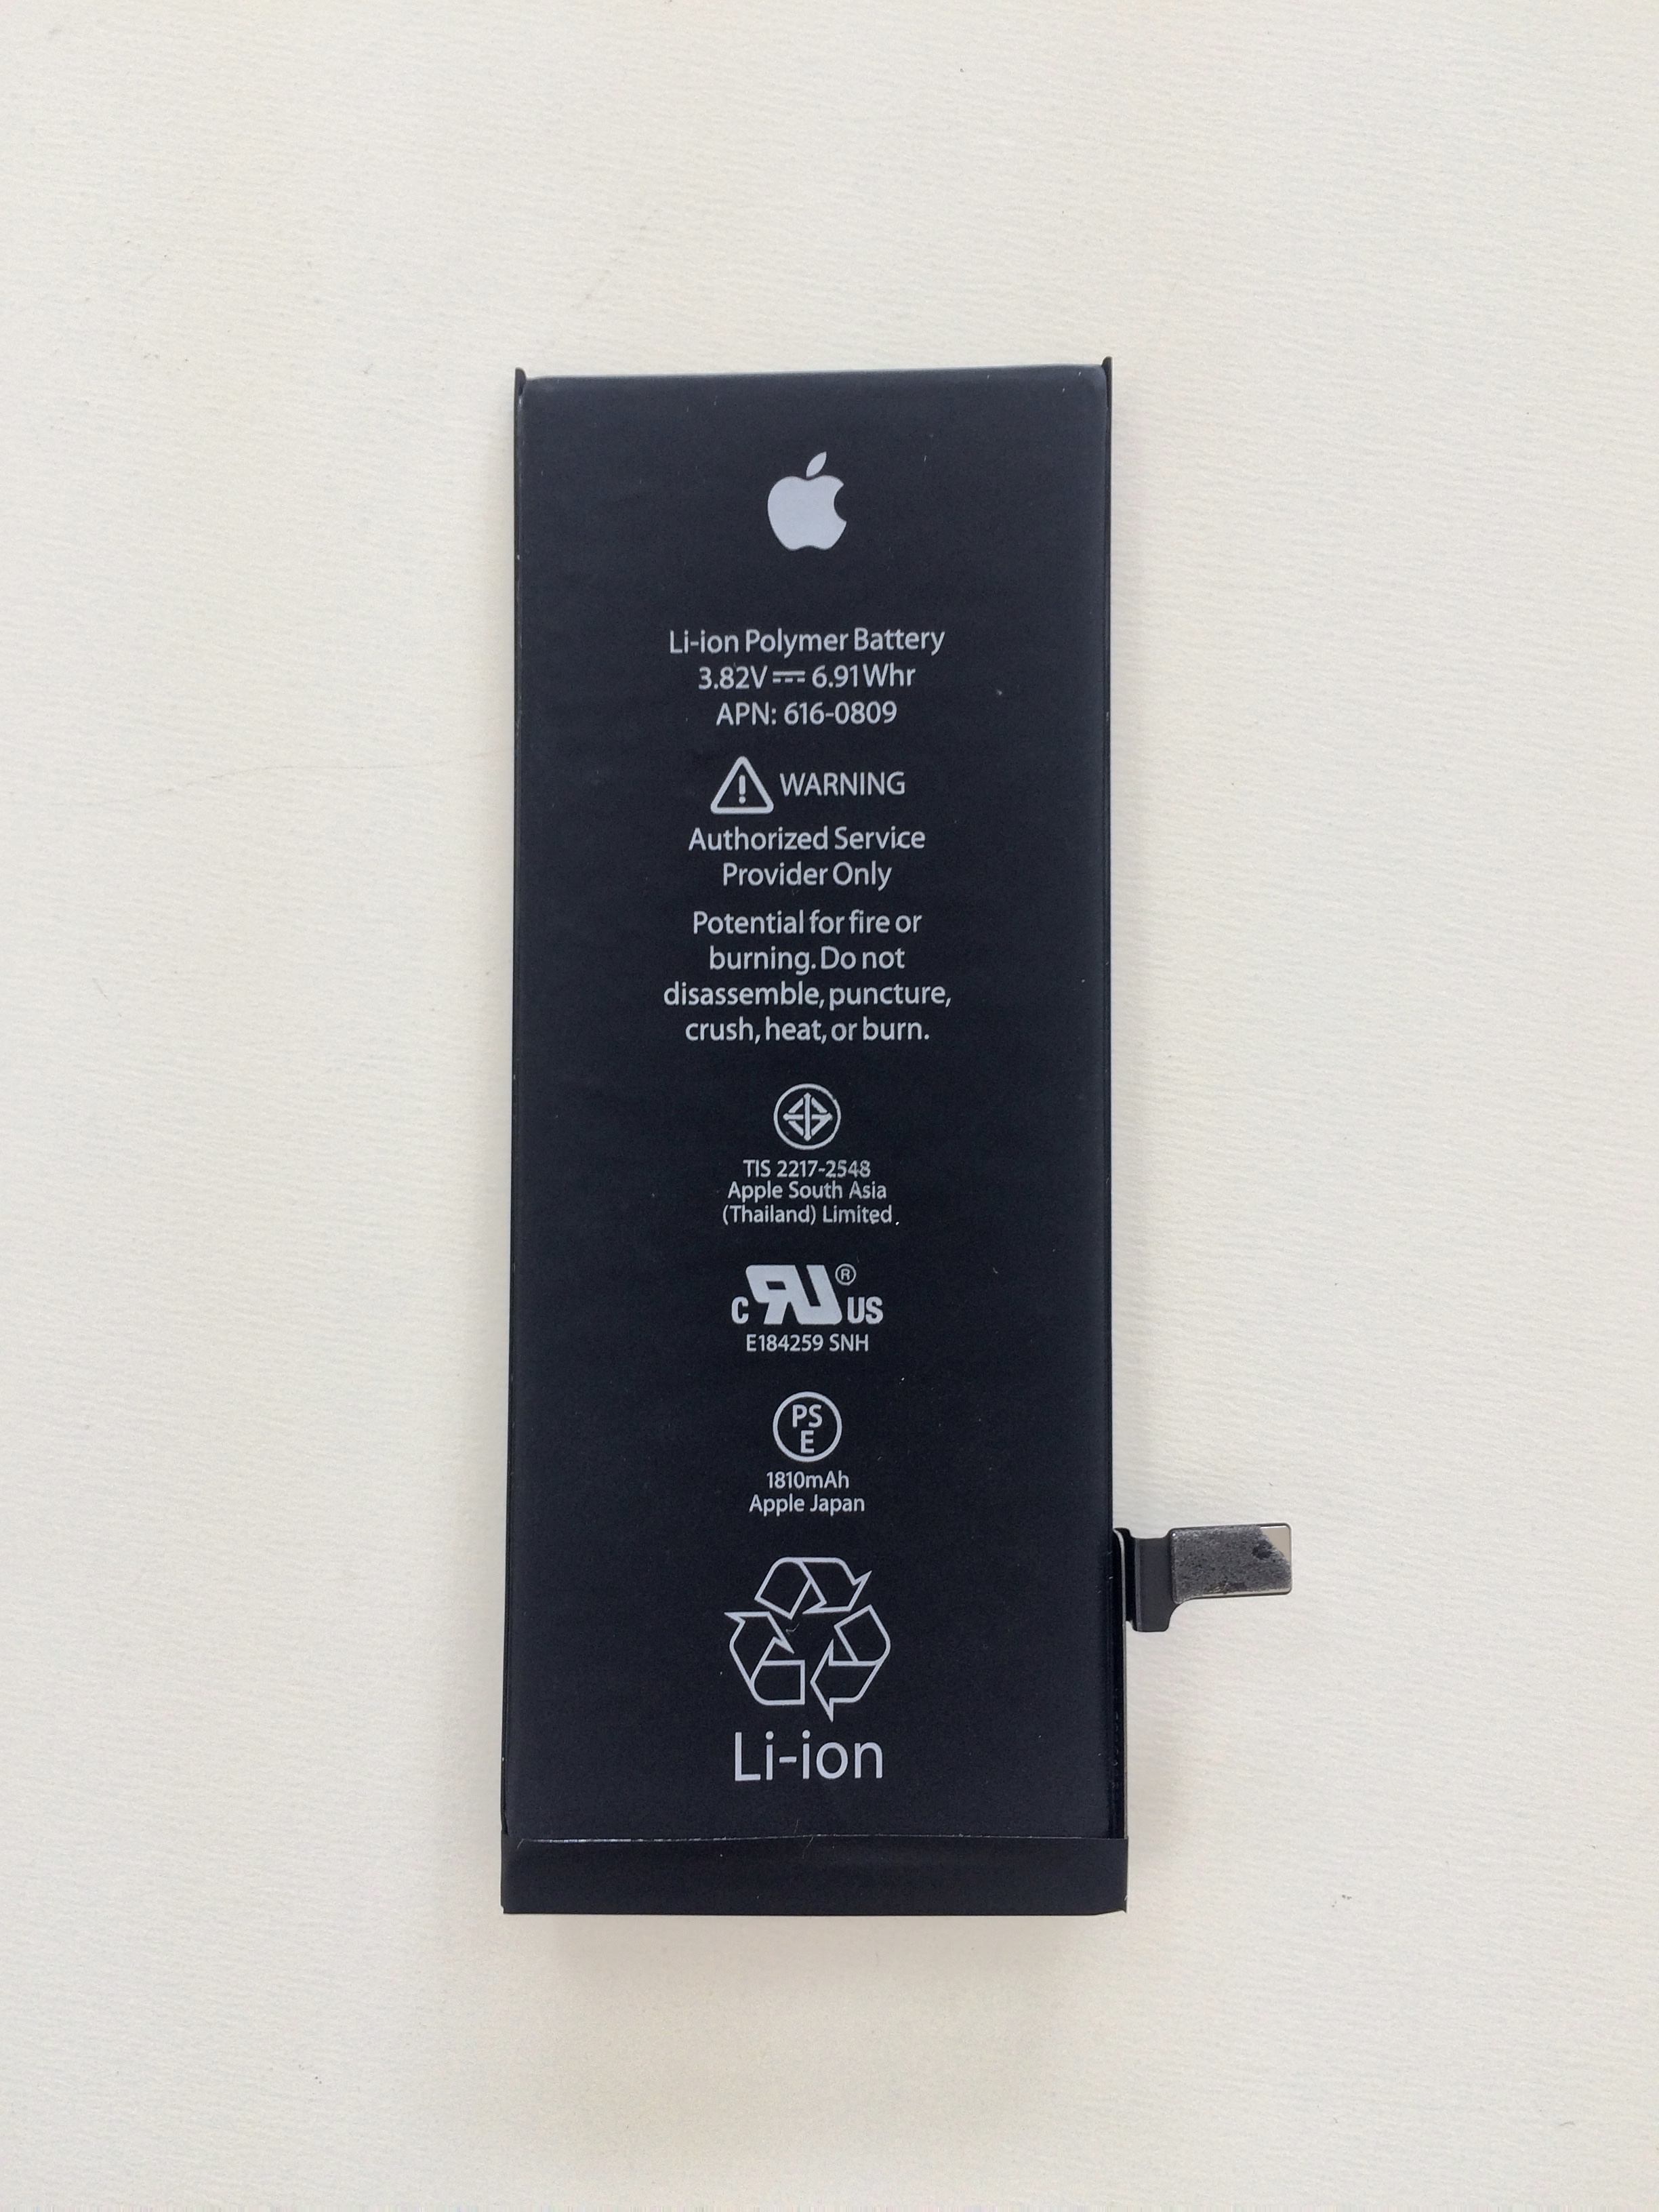 Li-ion Polymer Battery
3.82V ⎓ 6.91Whr
APN: 616-0809
WARNING
Authorized Service
Provider Only
Potential for fire or
burning. Do not
disassemble, puncture,
crush, heat, or burn.
TIS 2217-2548
Apple South Asia
(Thailand) Limited
c RU® US
E184259 SNH
PS
E
1810mAh
Apple Japan
Li-ion